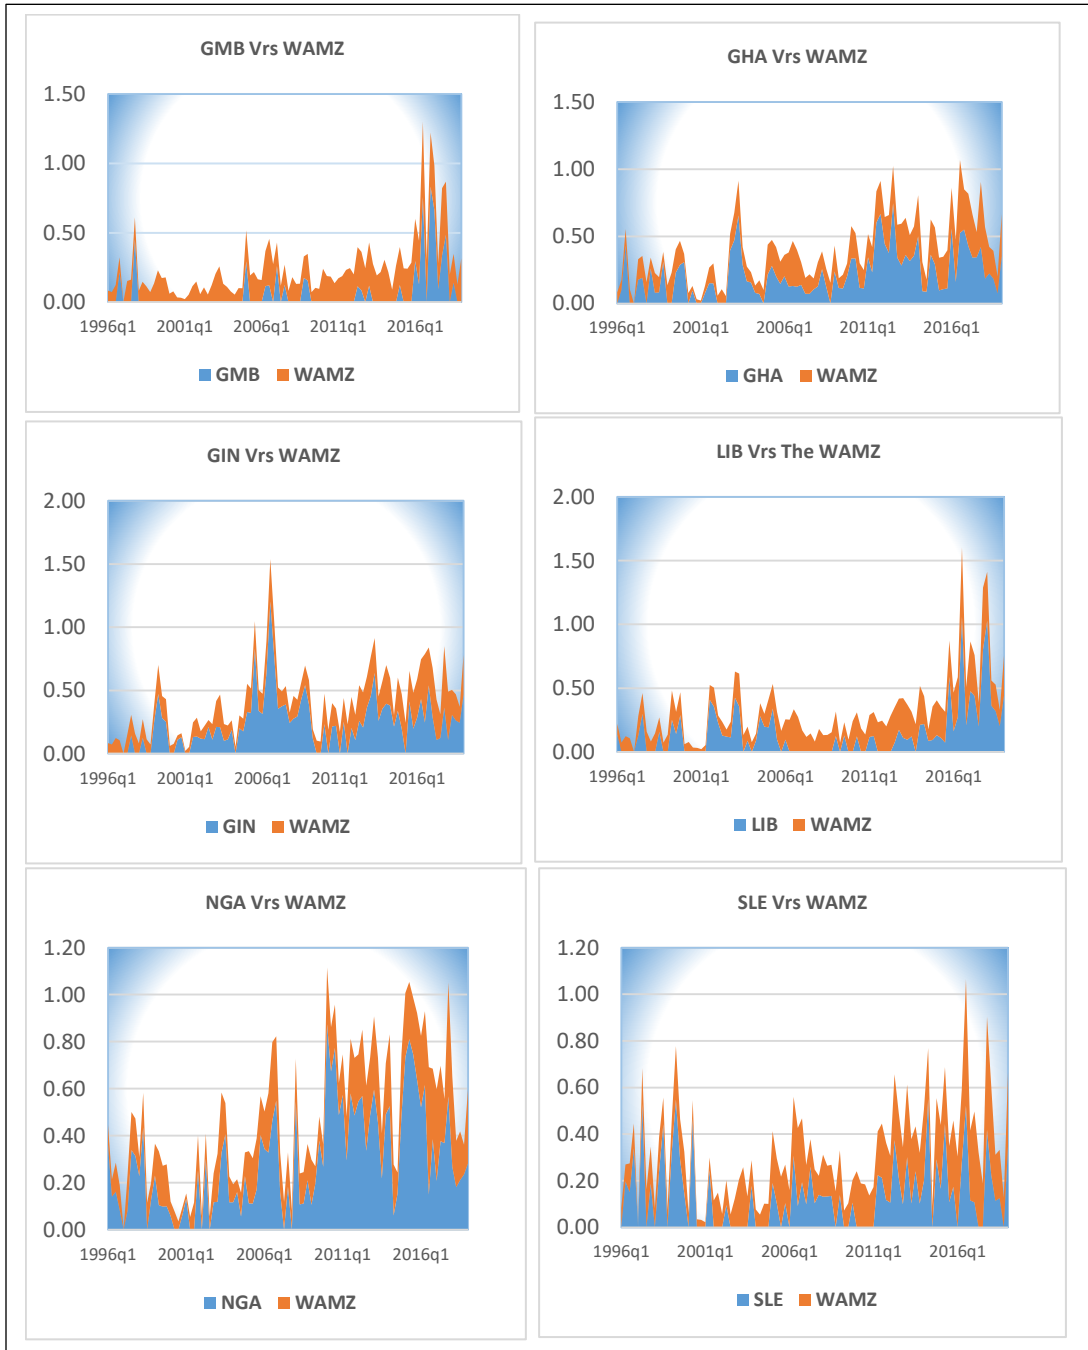 GMB Vrs WAMZ
1.50
1.00
0.50
0.00
1996q1 2001q1 2006q1 2011q1 2016q1
GMB WAMZ
GHA Vrs WAMZ
1.50
1.00
0.50
0.00
1996q1 2001q1 2006q1 2011q1 2016q1
GHA WAMZ
GIN Vrs WAMZ
2.00
1.50
1.00
0.50
0.00
1996q1 2001q1 2006q1 2011q1 2016q1
GIN WAMZ
LIB Vrs The WAMZ
2.00
1.50
1.00
0.50
0.00
1996q1 2001q1 2006q1 2011q1 2016q1
LIB WAMZ
NGA Vrs WAMZ
1.20
1.00
0.80
0.60
0.40
0.20
0.00
1996q1 2001q1 2006q1 2011q1 2016q1
NGA WAMZ
SLE Vrs WAMZ
1.20
1.00
0.80
0.60
0.40
0.20
0.00
1996q1 2001q1 2006q1 2011q1 2016q1
SLE WAMZ